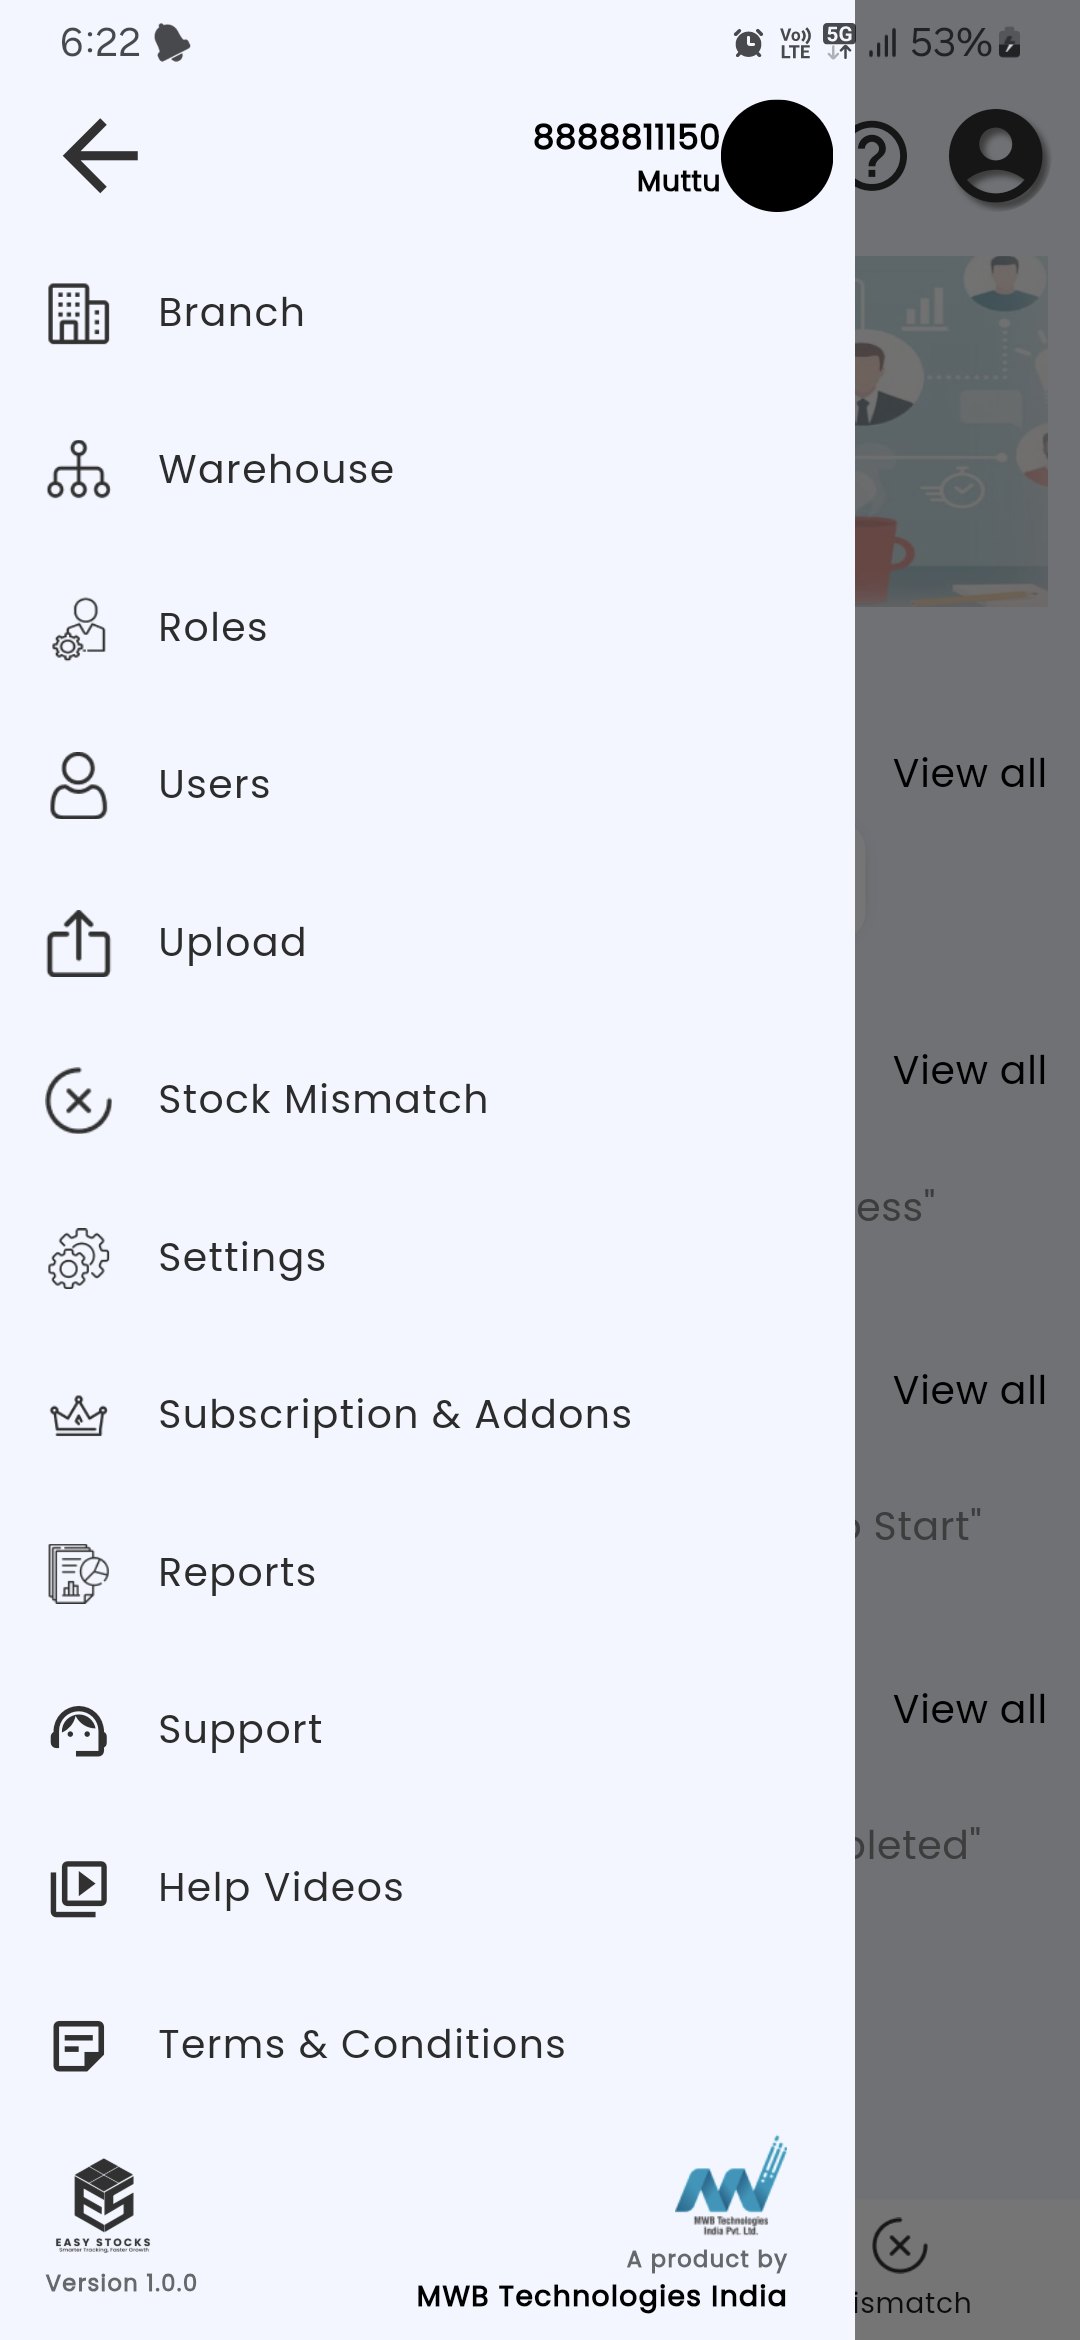 6:22
Vo)) LTE 5G 53%
8888811150
Muttu
Branch
Warehouse
Roles
Users
View all
Upload
Stock Mismatch
View all
ess"
Settings
Subscription & Addons
View all
Start"
Reports
Support
View all
pleted"
Help Videos
Terms & Conditions
MWB Technologies
India Pvt. Ltd.
EASY STOCKS
Smarter Tracking, Faster Growth
A product by
Version 1.0.0
MWB Technologies India
ismatch